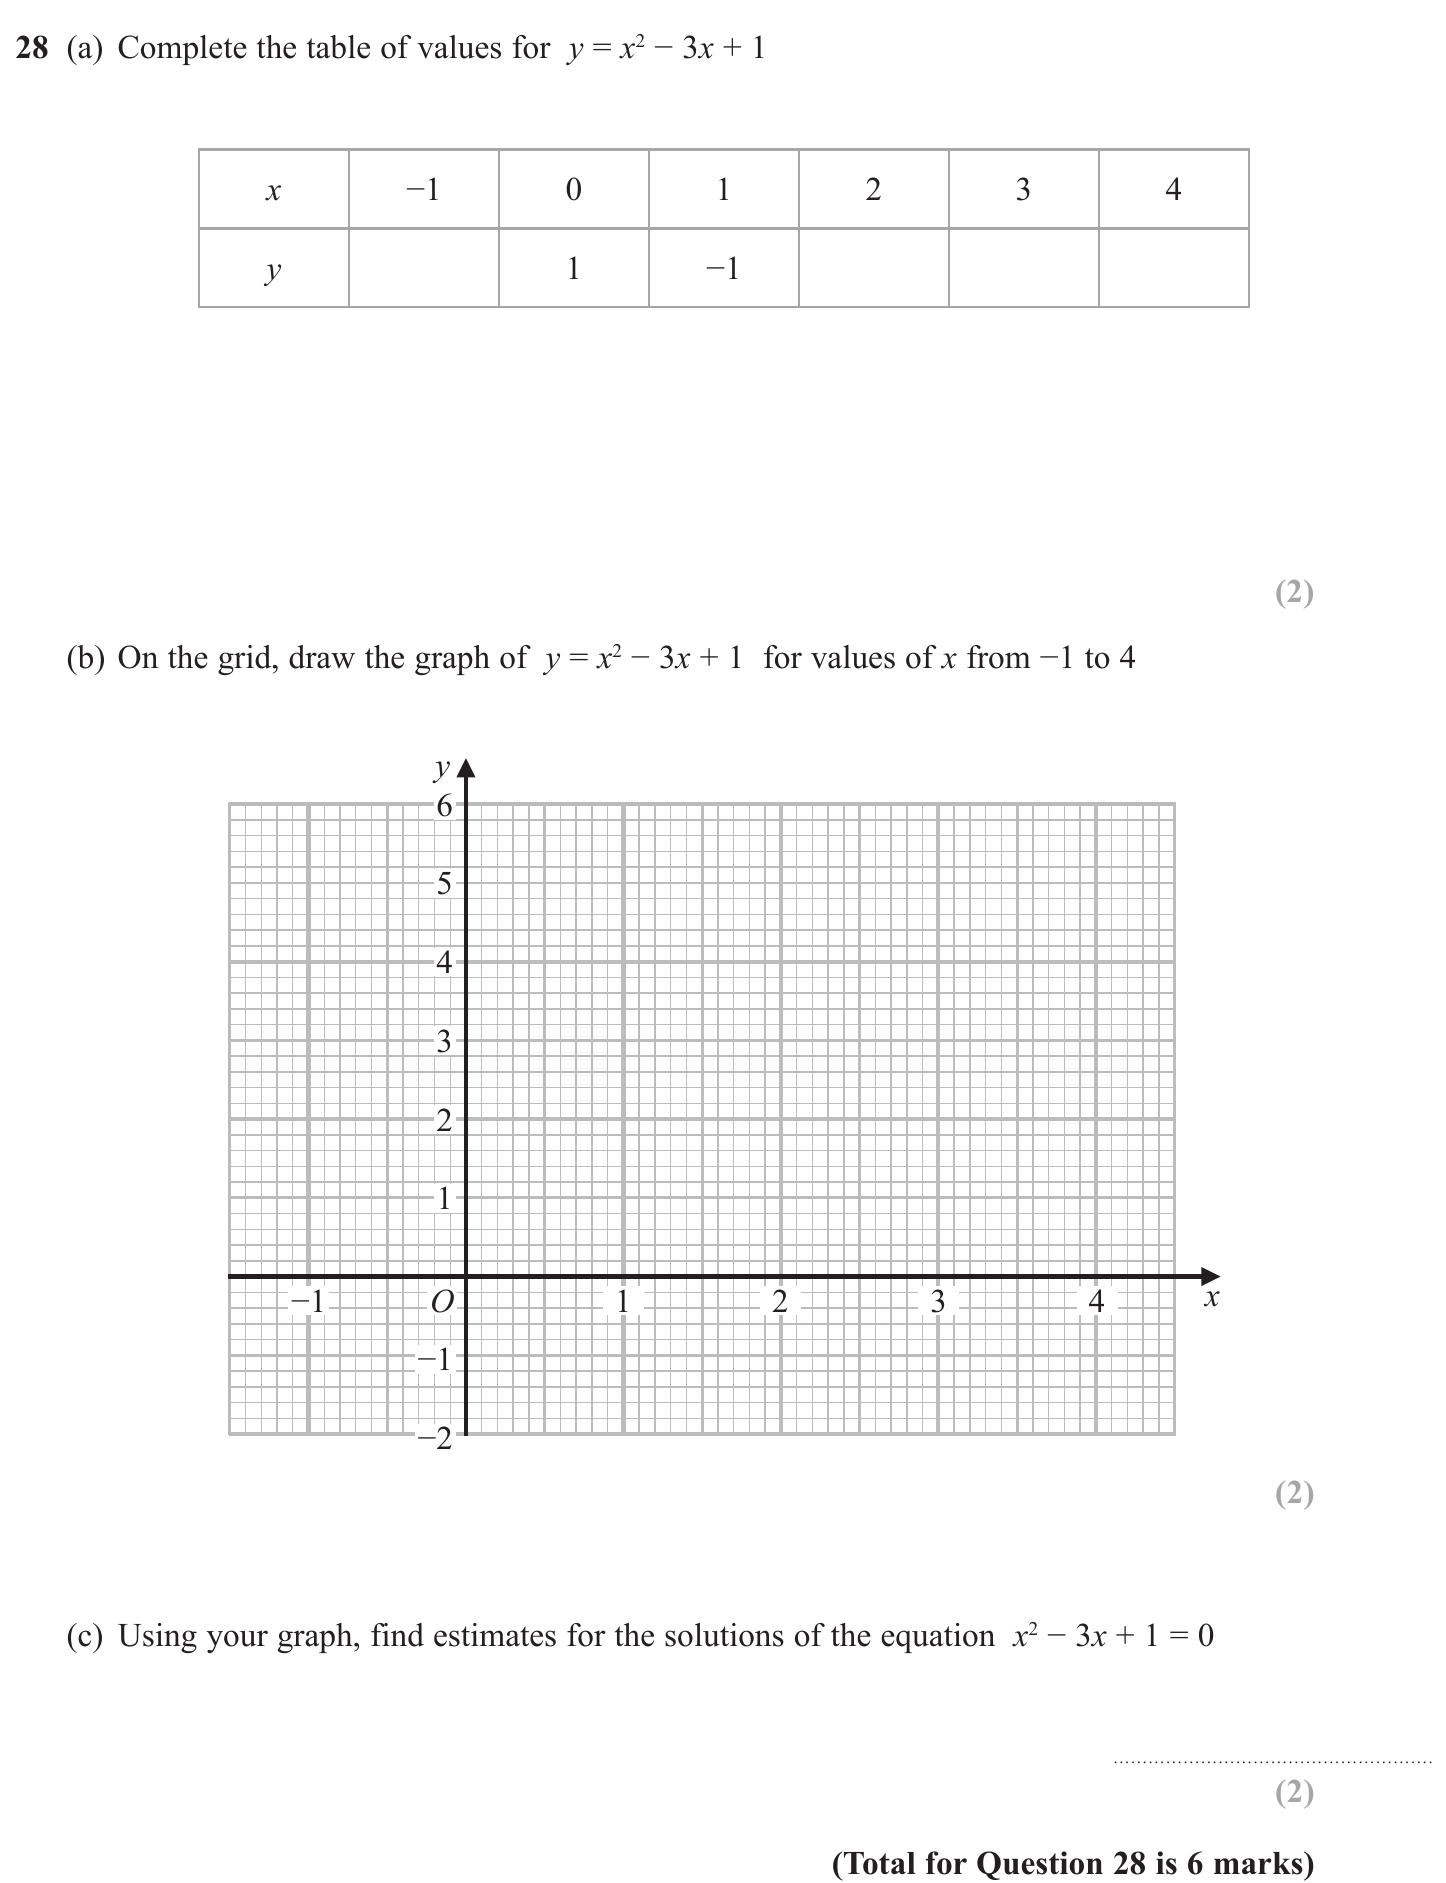 28 (a) Complete the table of values for y = x² − 3x + 1
x −1 0 1 2 3 4
y 1 −1
(2)
(b) On the grid, draw the graph of y = x² − 3x + 1 for values of x from −1 to 4
y
6
5
4
3
2
1
−1 O 1 2 3 4 x
−1
−2
(2)
(c) Using your graph, find estimates for the solutions of the equation x² − 3x + 1 = 0
(2)
(Total for Question 28 is 6 marks)